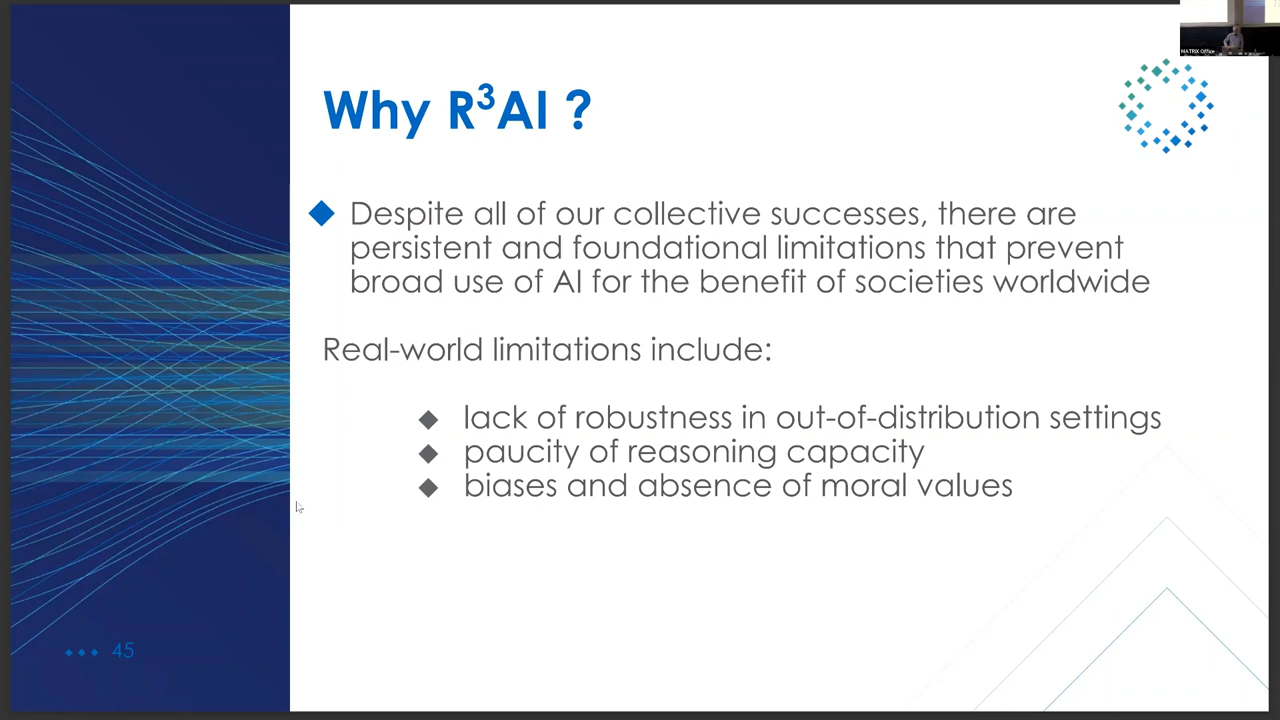 MATRIX Office
Why R³AI ?
Despite all of our collective successes, there are
persistent and foundational limitations that prevent
broad use of AI for the benefit of societies worldwide
Real-world limitations include:
lack of robustness in out-of-distribution settings
paucity of reasoning capacity
biases and absence of moral values
45